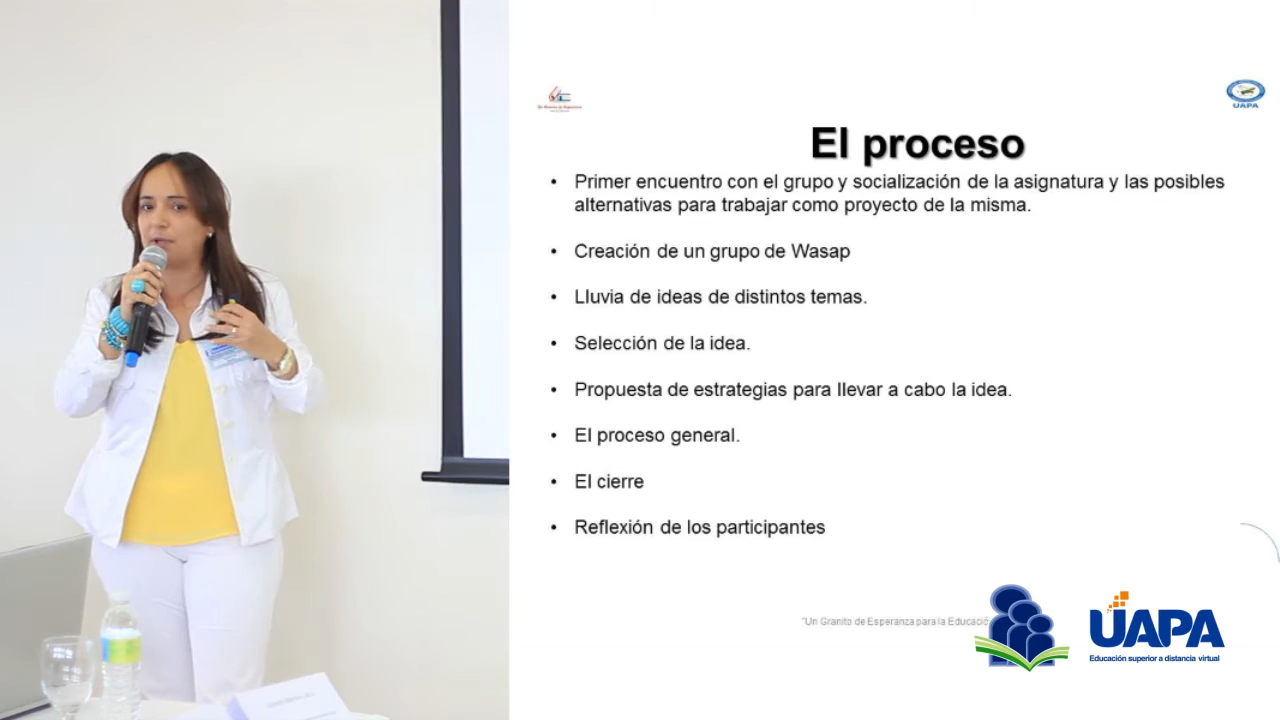 UAPA
El proceso
• Primer encuentro con el grupo y socialización de la asignatura y las posibles
alternativas para trabajar como proyecto de la misma.
• Creación de un grupo de Wasap
• Lluvia de ideas de distintos temas.
• Selección de la idea.
• Propuesta de estrategias para llevar a cabo la idea.
• El proceso general.
• El cierre
• Reflexión de los participantes
"Un Granito de Esperanza para la Educació
UAPA
Educación superior a distancia virtual